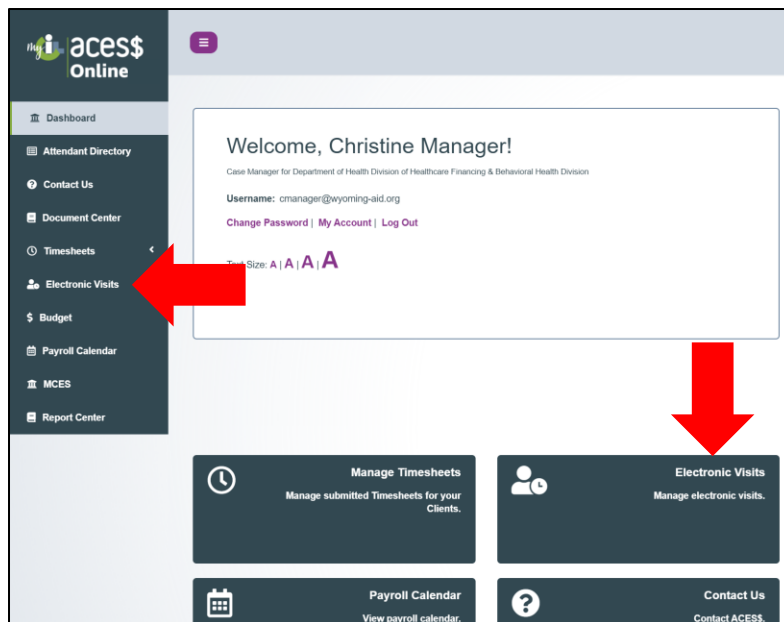 my aces$
Online
Dashboard
Attendant Directory
Contact Us
Document Center
Timesheets
Electronic Visits
$ Budget
Payroll Calendar
MCES
Report Center
Welcome, Christine Manager!
Case Manager for Department of Health Division of Healthcare Financing & Behavioral Health Division
Username: cmanager@wyoming-aid.org
Change Password | My Account | Log Out
Size: A | A | A | A
Manage Timesheets
Manage submitted Timesheets for your
Clients.
Electronic Visits
Manage electronic visits.
Payroll Calendar
View payroll calendar.
Contact Us
Contact ACES$.